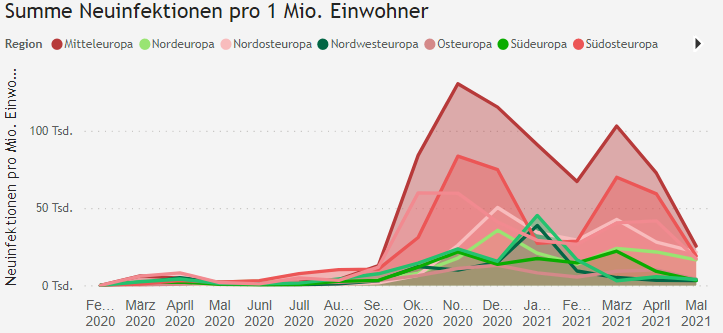 Summe Neuinfektionen pro 1 Mio. Einwohner
Region Mitteleuropa Nordeuropa Nordosteuropa Nordwesteuropa Osteuropa Südeuropa Südosteuropa
Neuinfektionen pro Mio. Einwo...
100 Tsd.
50 Tsd.
0 Tsd.
Fe... März April Mai Juni Juli Au... Se... Ok... No... De... Ja... Fe... März April Mai
2020 2020 2020 2020 2020 2020 2020 2020 2020 2020 2020 2021 2021 2021 2021 2021